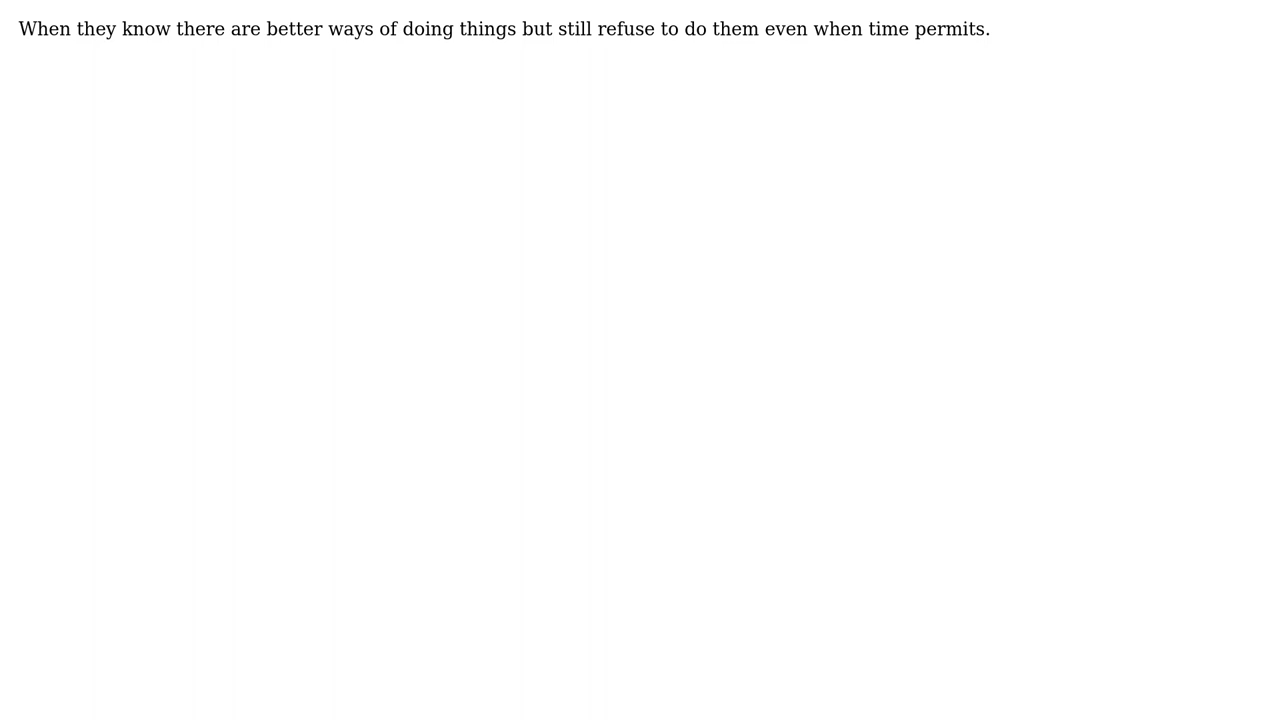 When they know there are better ways of doing things but still refuse to do them even when time permits.